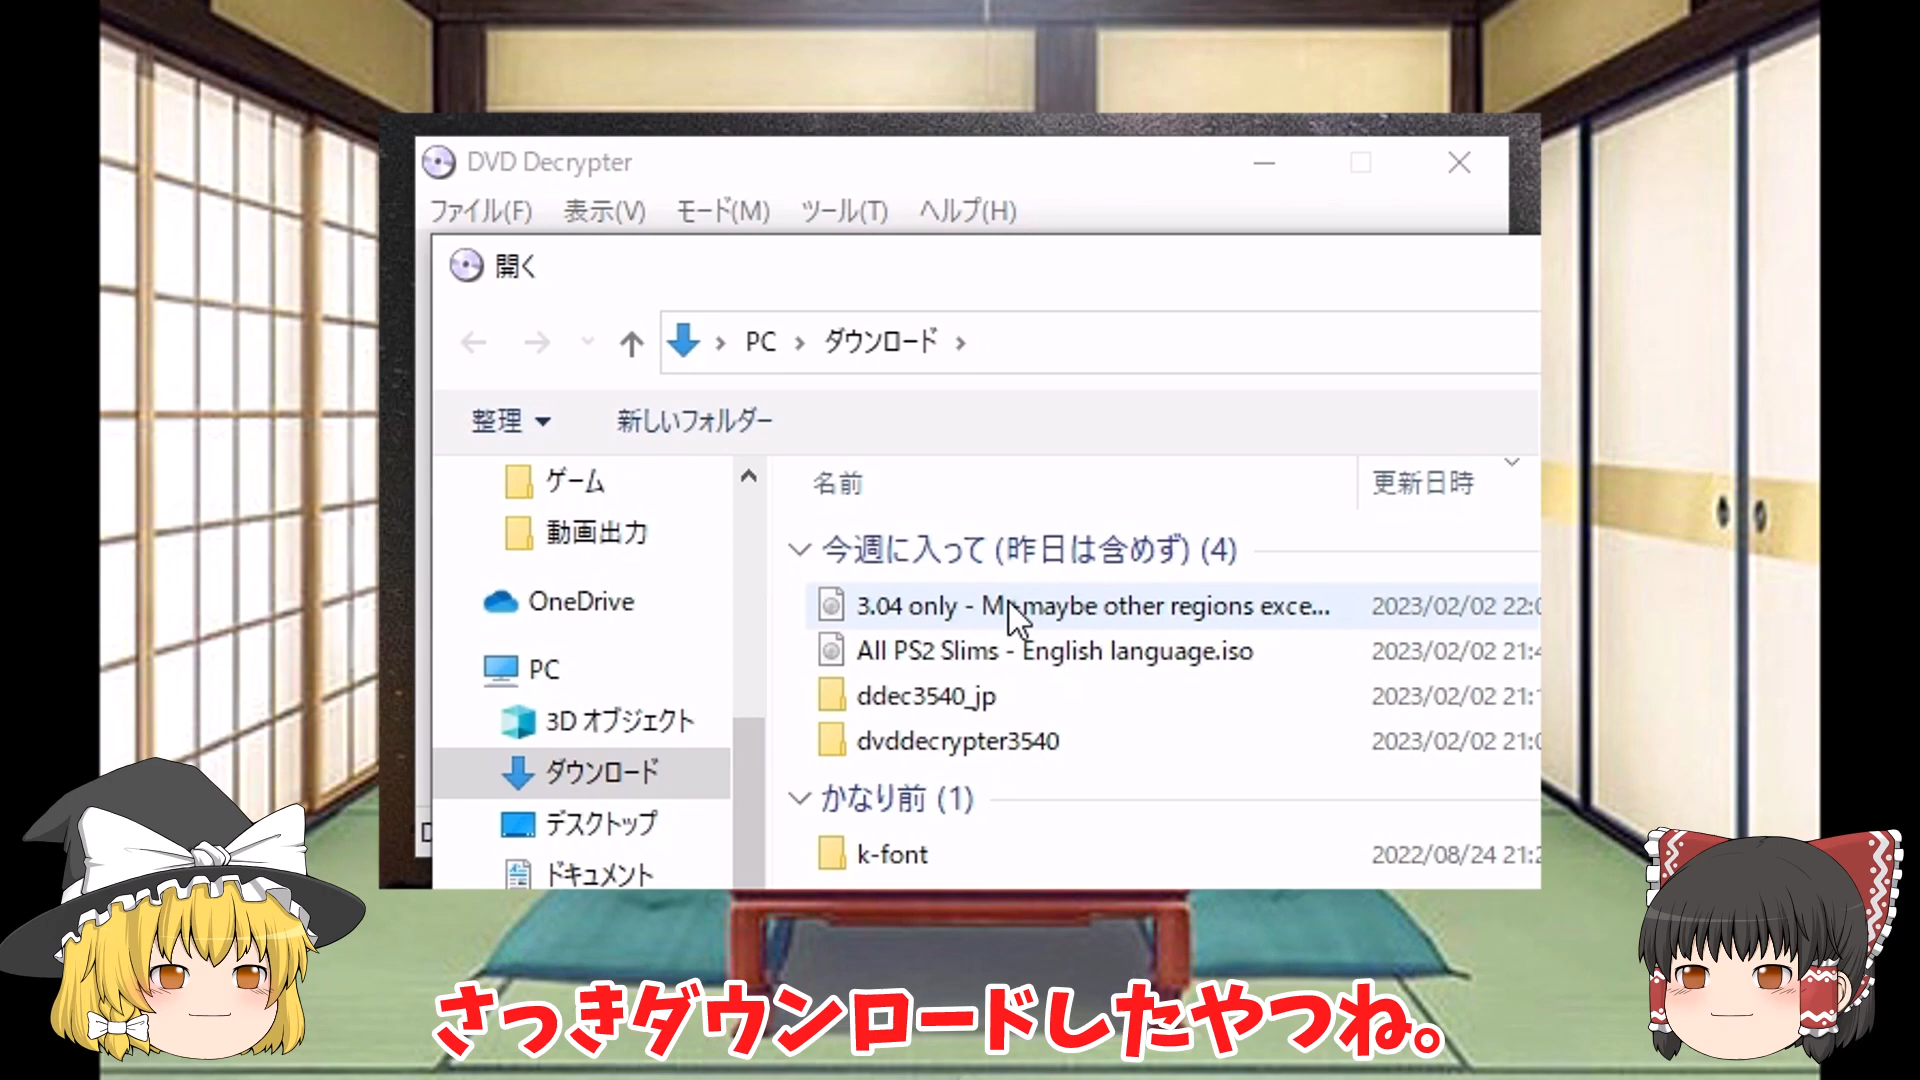 DVD Decrypter
ファイル(F) 表示(V) モード(M) ツール(T) ヘルプ(H)
開く
PC ダウンロード
整理 新しいフォルダー
ゲーム
動画出力
OneDrive
PC
3D オブジェクト
ダウンロード
デスクトップ
ドキュメント
名前 更新日時
今週に入って (昨日は含めず) (4)
3.04 only - M maybe other regions exce... 2023/02/02 22:
All PS2 Slims - English language.iso 2023/02/02 21:
ddec3540_jp 2023/02/02 21:
dvddecrypter3540 2023/02/02 21:
かなり前 (1)
k-font 2022/08/24 21:
さっきダウンロードしたやつね。